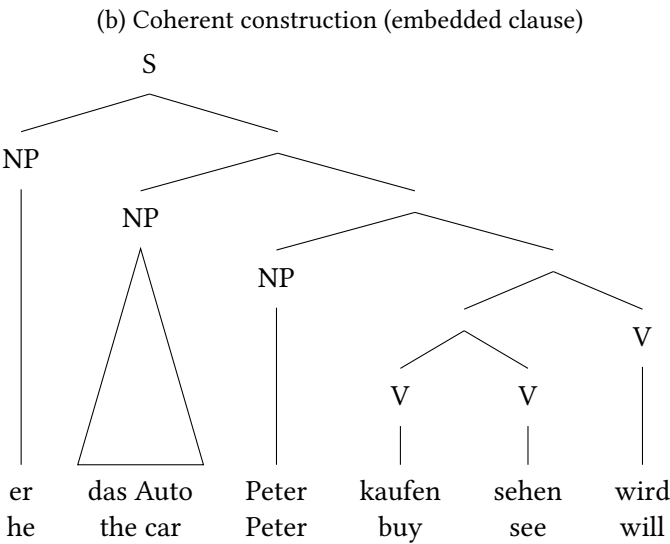 (b) Coherent construction (embedded clause)
S
NP
NP
NP
V
V V
er das Auto Peter kaufen sehen wird
he the car Peter buy see will